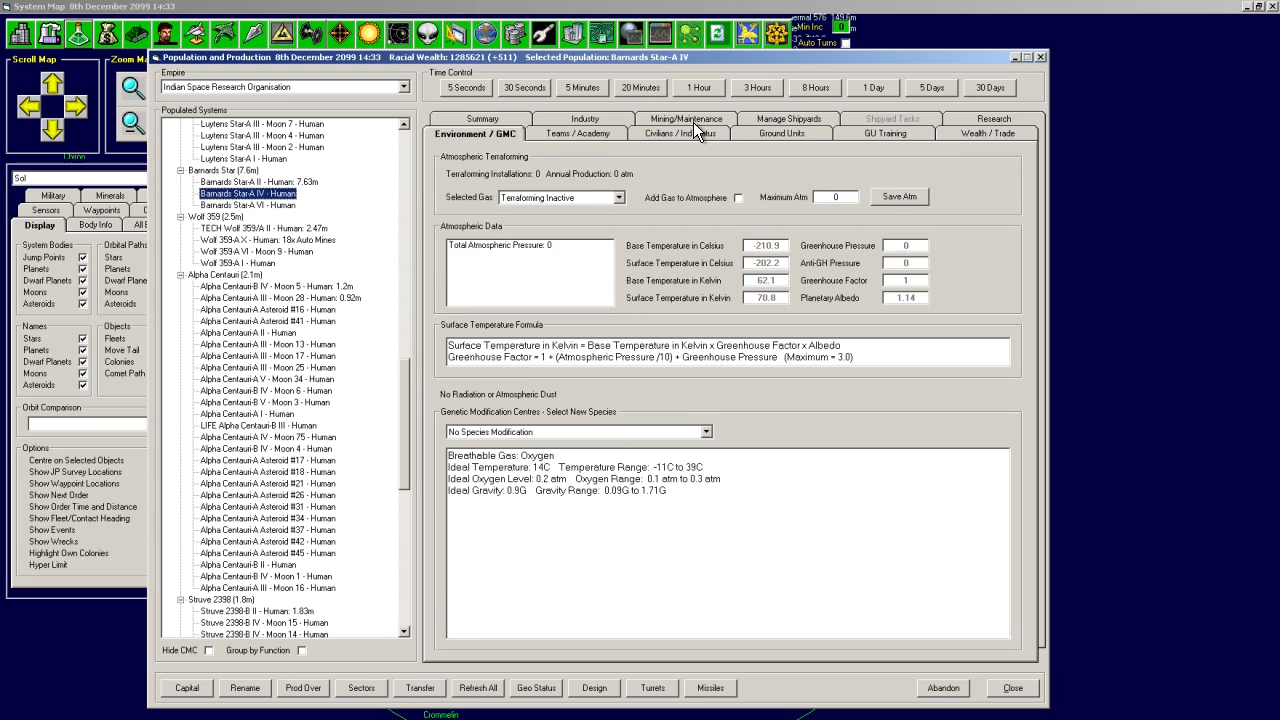 System Map 8th December 2099 14:33
ermal 576 149.6m
Min Inc 0
Auto Turns
Scroll Map
Zoom Ma
Chiron
Sol
Military Minerals
Sensors Waypoints C
Display Body Info All E
System Bodies
Jump Points
Planets
Dwarf Planets
Moons
Asteroids
Orbital Paths
Stars
Planets
Dwarf Plane
Moons
Asteroids
Names
Stars
Planets
Dwarf Planets
Moons
Asteroids
Objects
Fleets
Move Tail
Colonies
Comet Path
Orbit Comparison
Options
Centre on Selected Objects
Show JP Survey Locations
Show Waypoint Locations
Show Next Order
Show Order Time and Distance
Show Fleet/Contact Heading
Show Events
Show Wrecks
Highlight Own Colonies
Hyper Limit
Population and Production 8th December 2099 14:33 Racial Wealth: 1285621 (+511) Selected Population: Barnards Star-A IV
Empire
Indian Space Research Organisation
Populated Systems
Luytens Star-A III - Moon 7 - Human
Luytens Star-A III - Moon 3 - Human
Luytens Star-A III - Moon 2 - Human
Luytens Star-A I - Human
Barnards Star (7.6m)
Barnards Star-A II - Human: 7.63m
Barnards Star-A IV - Human
Barnards Star-A VI - Human
Wolf 359 (2.5m)
TECH Wolf 359/A II - Human: 2.47m
Wolf 359-A X - Human: 18x Auto Mines
Wolf 359-A VI - Moon 9 - Human
Wolf 359-A I - Human
Alpha Centauri (2.1m)
Alpha Centauri-B IV - Moon 5 - Human: 1.2m
Alpha Centauri-A III - Moon 28 - Human: 0.92m
Alpha Centauri-A Asteroid #16 - Human
Alpha Centauri-A Asteroid #41 - Human
Alpha Centauri-A II - Human
Alpha Centauri-A III - Moon 13 - Human
Alpha Centauri-A III - Moon 17 - Human
Alpha Centauri-A III - Moon 25 - Human
Alpha Centauri-A V - Moon 34 - Human
Alpha Centauri-B IV - Moon 6 - Human
Alpha Centauri-B V - Moon 3 - Human
Alpha Centauri-A I - Human
LIFE Alpha Centauri-B III - Human
Alpha Centauri-A IV - Moon 75 - Human
Alpha Centauri-B IV - Moon 4 - Human
Alpha Centauri-A Asteroid #17 - Human
Alpha Centauri-A Asteroid #18 - Human
Alpha Centauri-A Asteroid #21 - Human
Alpha Centauri-A Asteroid #26 - Human
Alpha Centauri-A Asteroid #31 - Human
Alpha Centauri-A Asteroid #34 - Human
Alpha Centauri-A Asteroid #37 - Human
Alpha Centauri-A Asteroid #42 - Human
Alpha Centauri-A Asteroid #45 - Human
Alpha Centauri-B II - Human
Alpha Centauri-B IV - Moon 1 - Human
Alpha Centauri-A III - Moon 16 - Human
Struve 2398 (1.8m)
Struve 2398-B II - Human: 1.83m
Struve 2398-B IV - Moon 15 - Human
Struve 2398-B IV - Moon 14 - Human
Hide CMC Group by Function
Time Control
5 Seconds 30 Seconds 5 Minutes 20 Minutes 1 Hour 3 Hours 8 Hours 1 Day 5 Days 30 Days
Summary Industry Mining/Maintenance Manage Shipyards Shipyard Tasks Research
Environment / GMC Teams / Academy Civilians / Ind us Ground Units GU Training Wealth / Trade
Atmospheric Terraforming
Terraforming Installations: 0 Annual Production: 0 atm
Selected Gas Terraforming Inactive Add Gas to Atmosphere Maximum Atm 0 Save Atm
Atmospheric Data
Total Atmospheric Pressure: 0
Base Temperature in Celsius -210.9 Greenhouse Pressure 0
Surface Temperature in Celsius -202.2 Anti-GH Pressure 0
Base Temperature in Kelvin 62.1 Greenhouse Factor 1
Surface Temperature in Kelvin 70.8 Planetary Albedo 1.14
Surface Temperature Formula
Surface Temperature in Kelvin = Base Temperature in Kelvin x Greenhouse Factor x Albedo
Greenhouse Factor = 1 + (Atmospheric Pressure /10) + Greenhouse Pressure (Maximum = 3.0)
No Radiation or Atmospheric Dust
Genetic Modification Centres - Select New Species
No Species Modification
Breathable Gas: Oxygen
Ideal Temperature: 14C Temperature Range: -11C to 39C
Ideal Oxygen Level: 0.2 atm Oxygen Range: 0.1 atm to 0.3 atm
Ideal Gravity: 0.9G Gravity Range: 0.09G to 1.71G
Capital Rename Prod Over Sectors Transfer Refresh All Geo Status Design Turrets Missiles Abandon Close
Crommelin